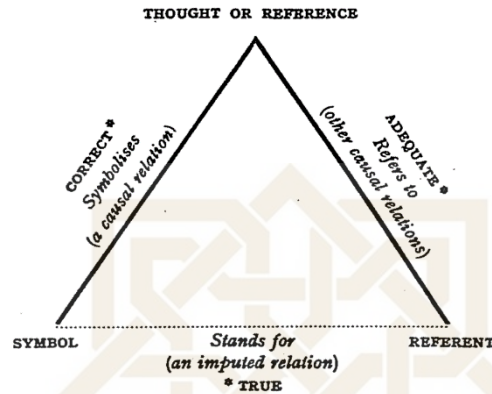 THOUGHT OR REFERENCE
CORRECT*
Symbolises
(a causal relation)
ADEQUATE*
Refers to
(other causal relations)
SYMBOL
Stands for
REFERENT
(an imputed relation)
* TRUE